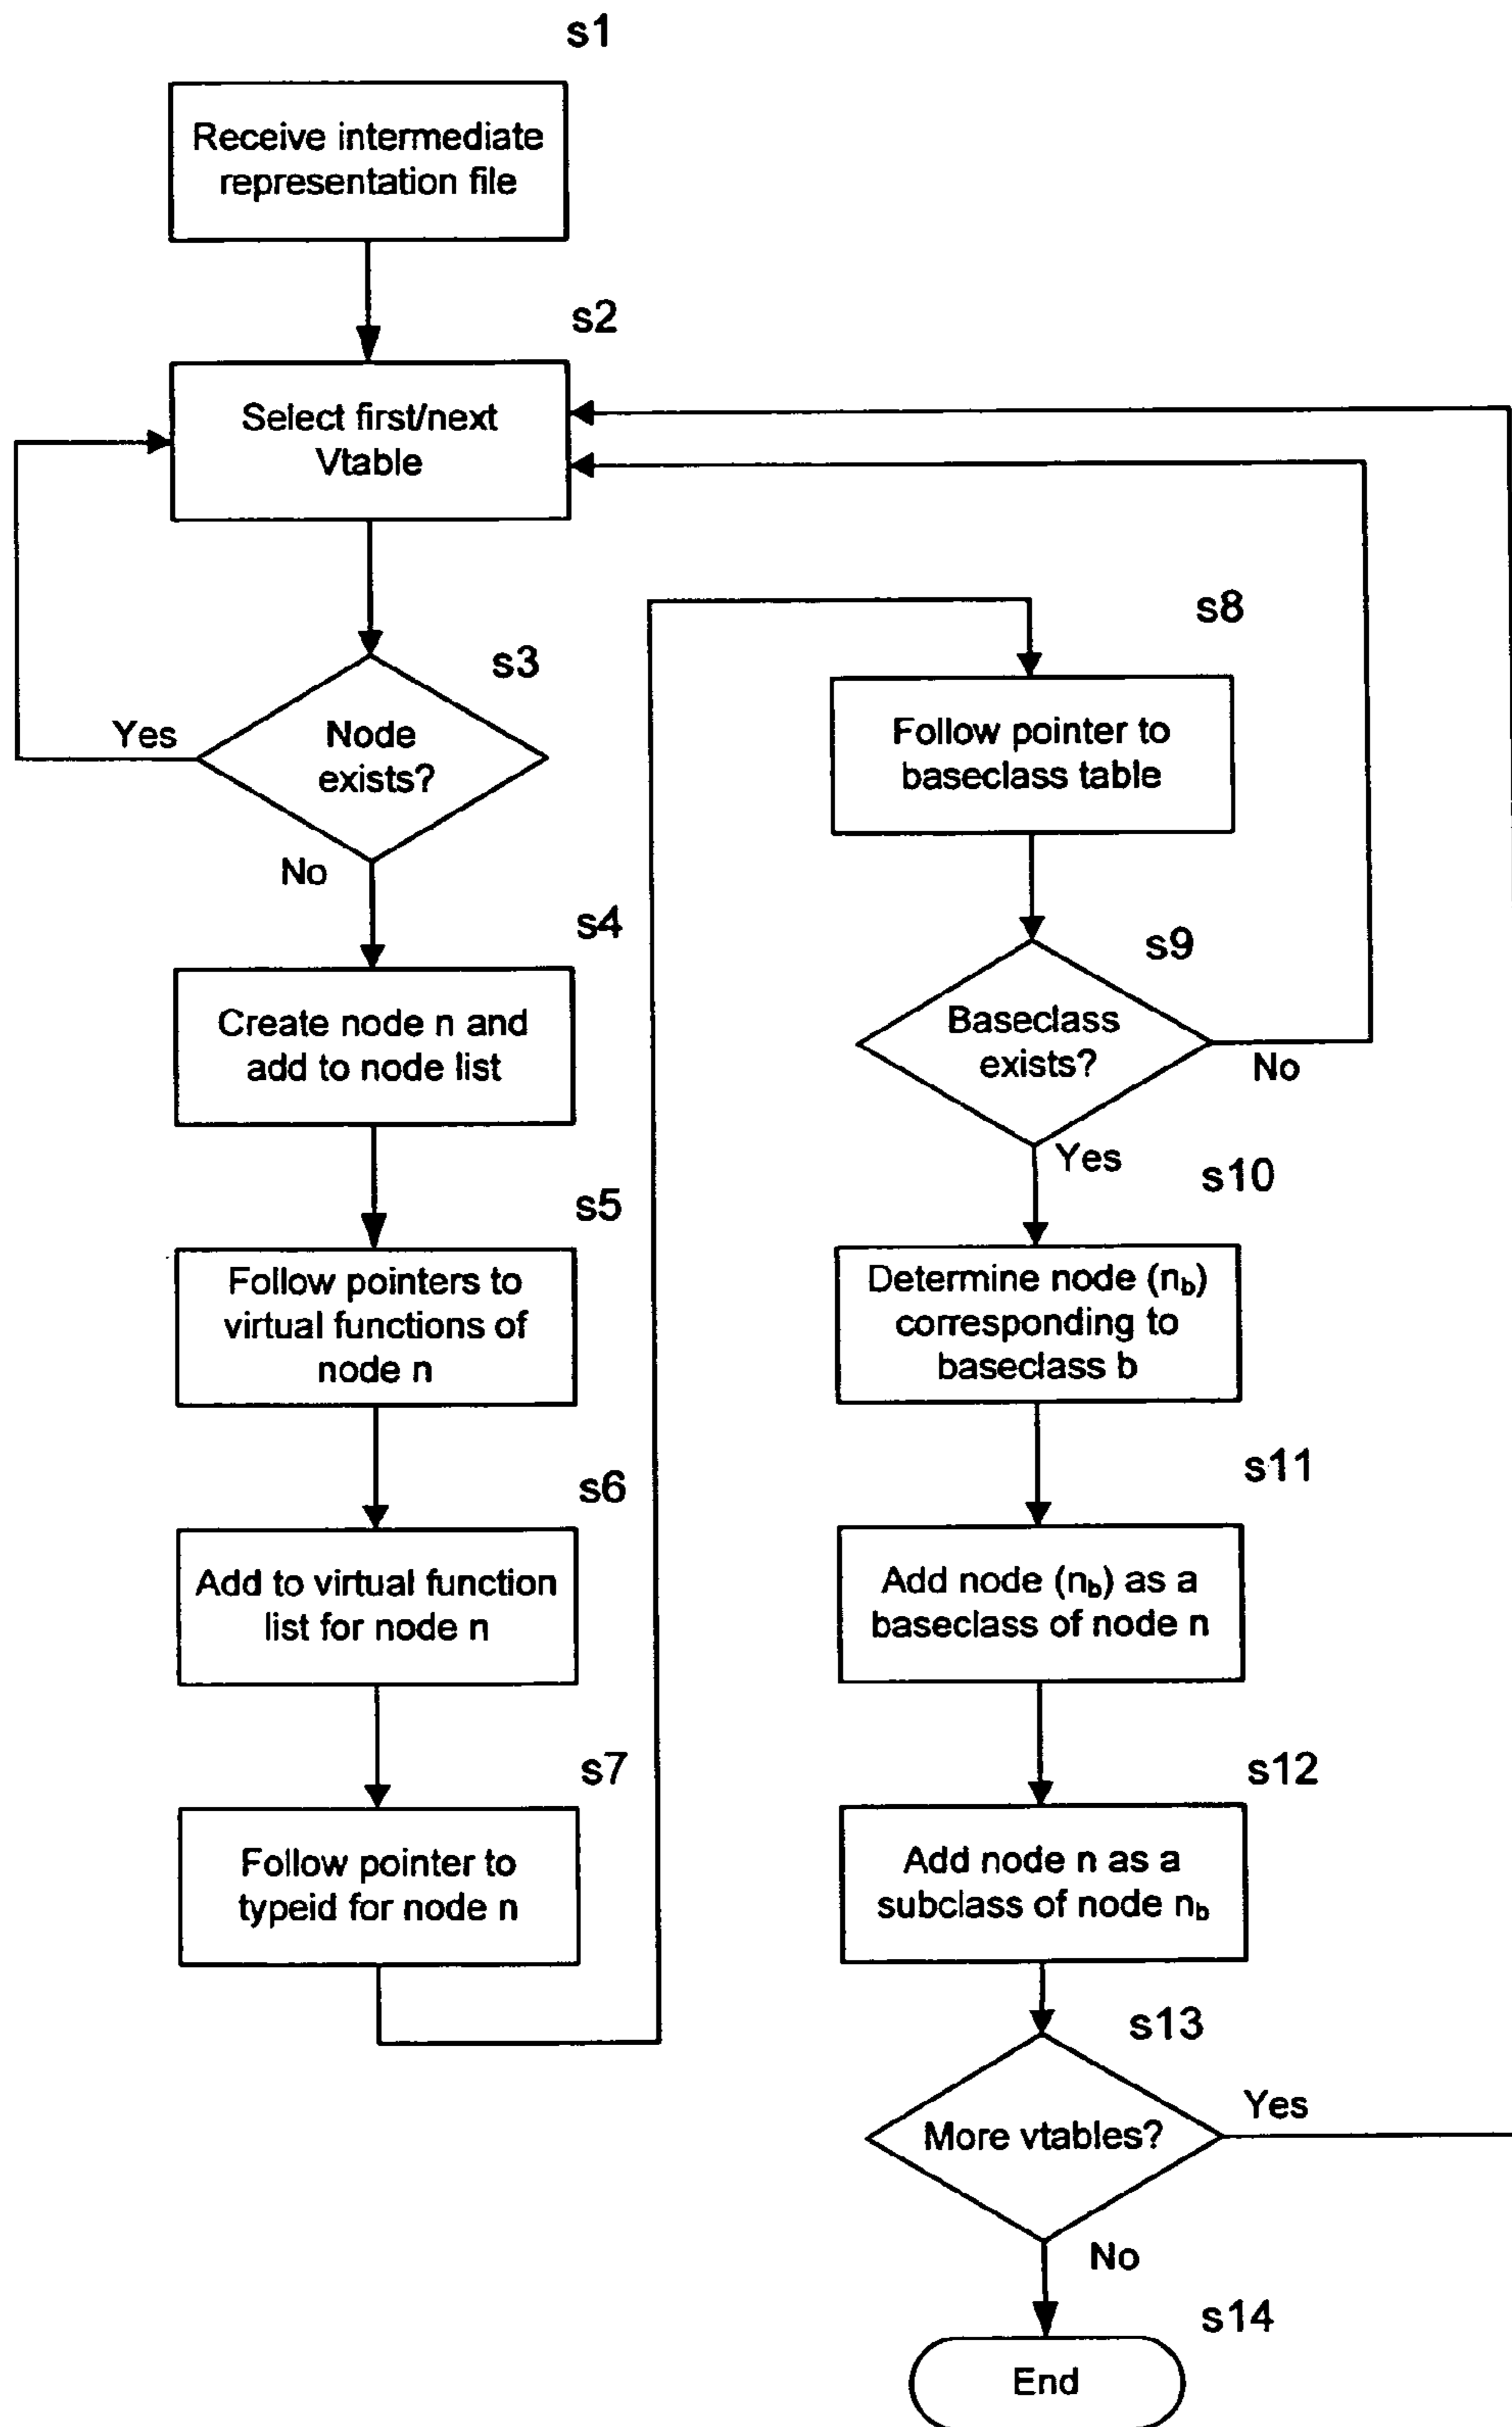 s1
Receive intermediate
representation file
s2
Select first/next
Vtable
s3
Node
exists?
Yes
No
s4
Create node n and
add to node list
s5
Follow pointers to
virtual functions of
node n
s6
Add to virtual function
list for node n
s7
Follow pointer to
typeid for node n
s8
Follow pointer to
baseclass table
s9
Baseclass
exists?
No
Yes
s10
Determine node (n_b)
corresponding to
baseclass b
s11
Add node (n_b) as a
baseclass of node n
s12
Add node n as a
subclass of node n_b
s13
More vtables?
Yes
No
s14
End